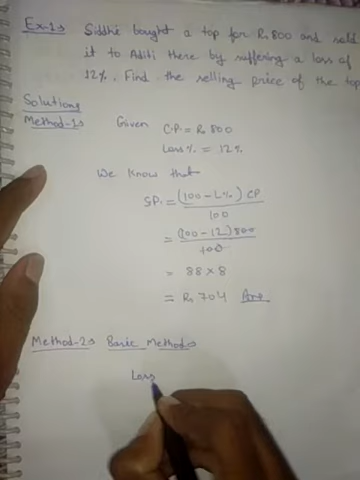 Ex-1:
Siddhi bought a top for Rs 800 and sold
it to Aditi there by suffering a loss of
12%. Find the selling price of the top
Solution:
Method-1: Given C.P. = Rs 800
Loss % = 12%
We know that
S.P. = (100 - L%) CP / 100
= (100 - 12) 800 / 100
= 88 × 8
= Rs 704 Ans
Method-2: Basic Method:
Loss